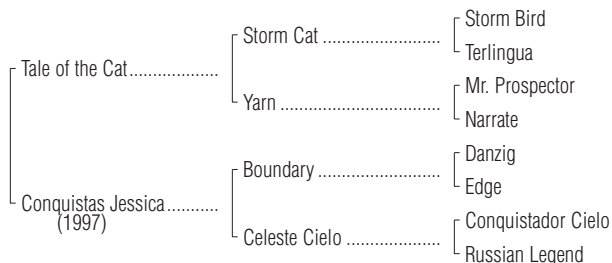 Storm Bird
Storm Cat ........................
Terlingua
Tale of the Cat..................
Mr. Prospector
Yarn ................................
Narrate
Danzig
Boundary ........................
Edge
Conquistas Jessica...........
(1997)
Conquistador Cielo
Celeste Cielo ...................
Russian Legend